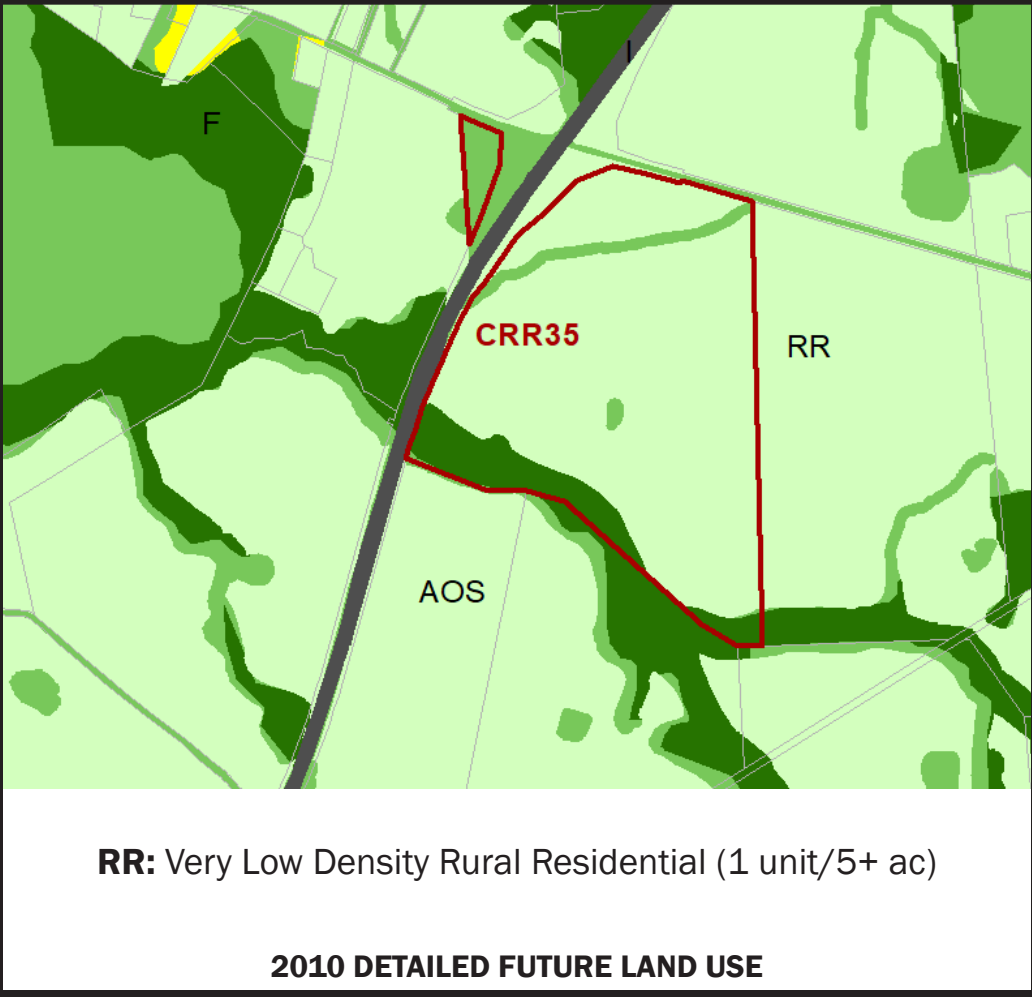 I
F
CRR35
RR
AOS
RR: Very Low Density Rural Residential (1 unit/5+ ac)
2010 DETAILED FUTURE LAND USE